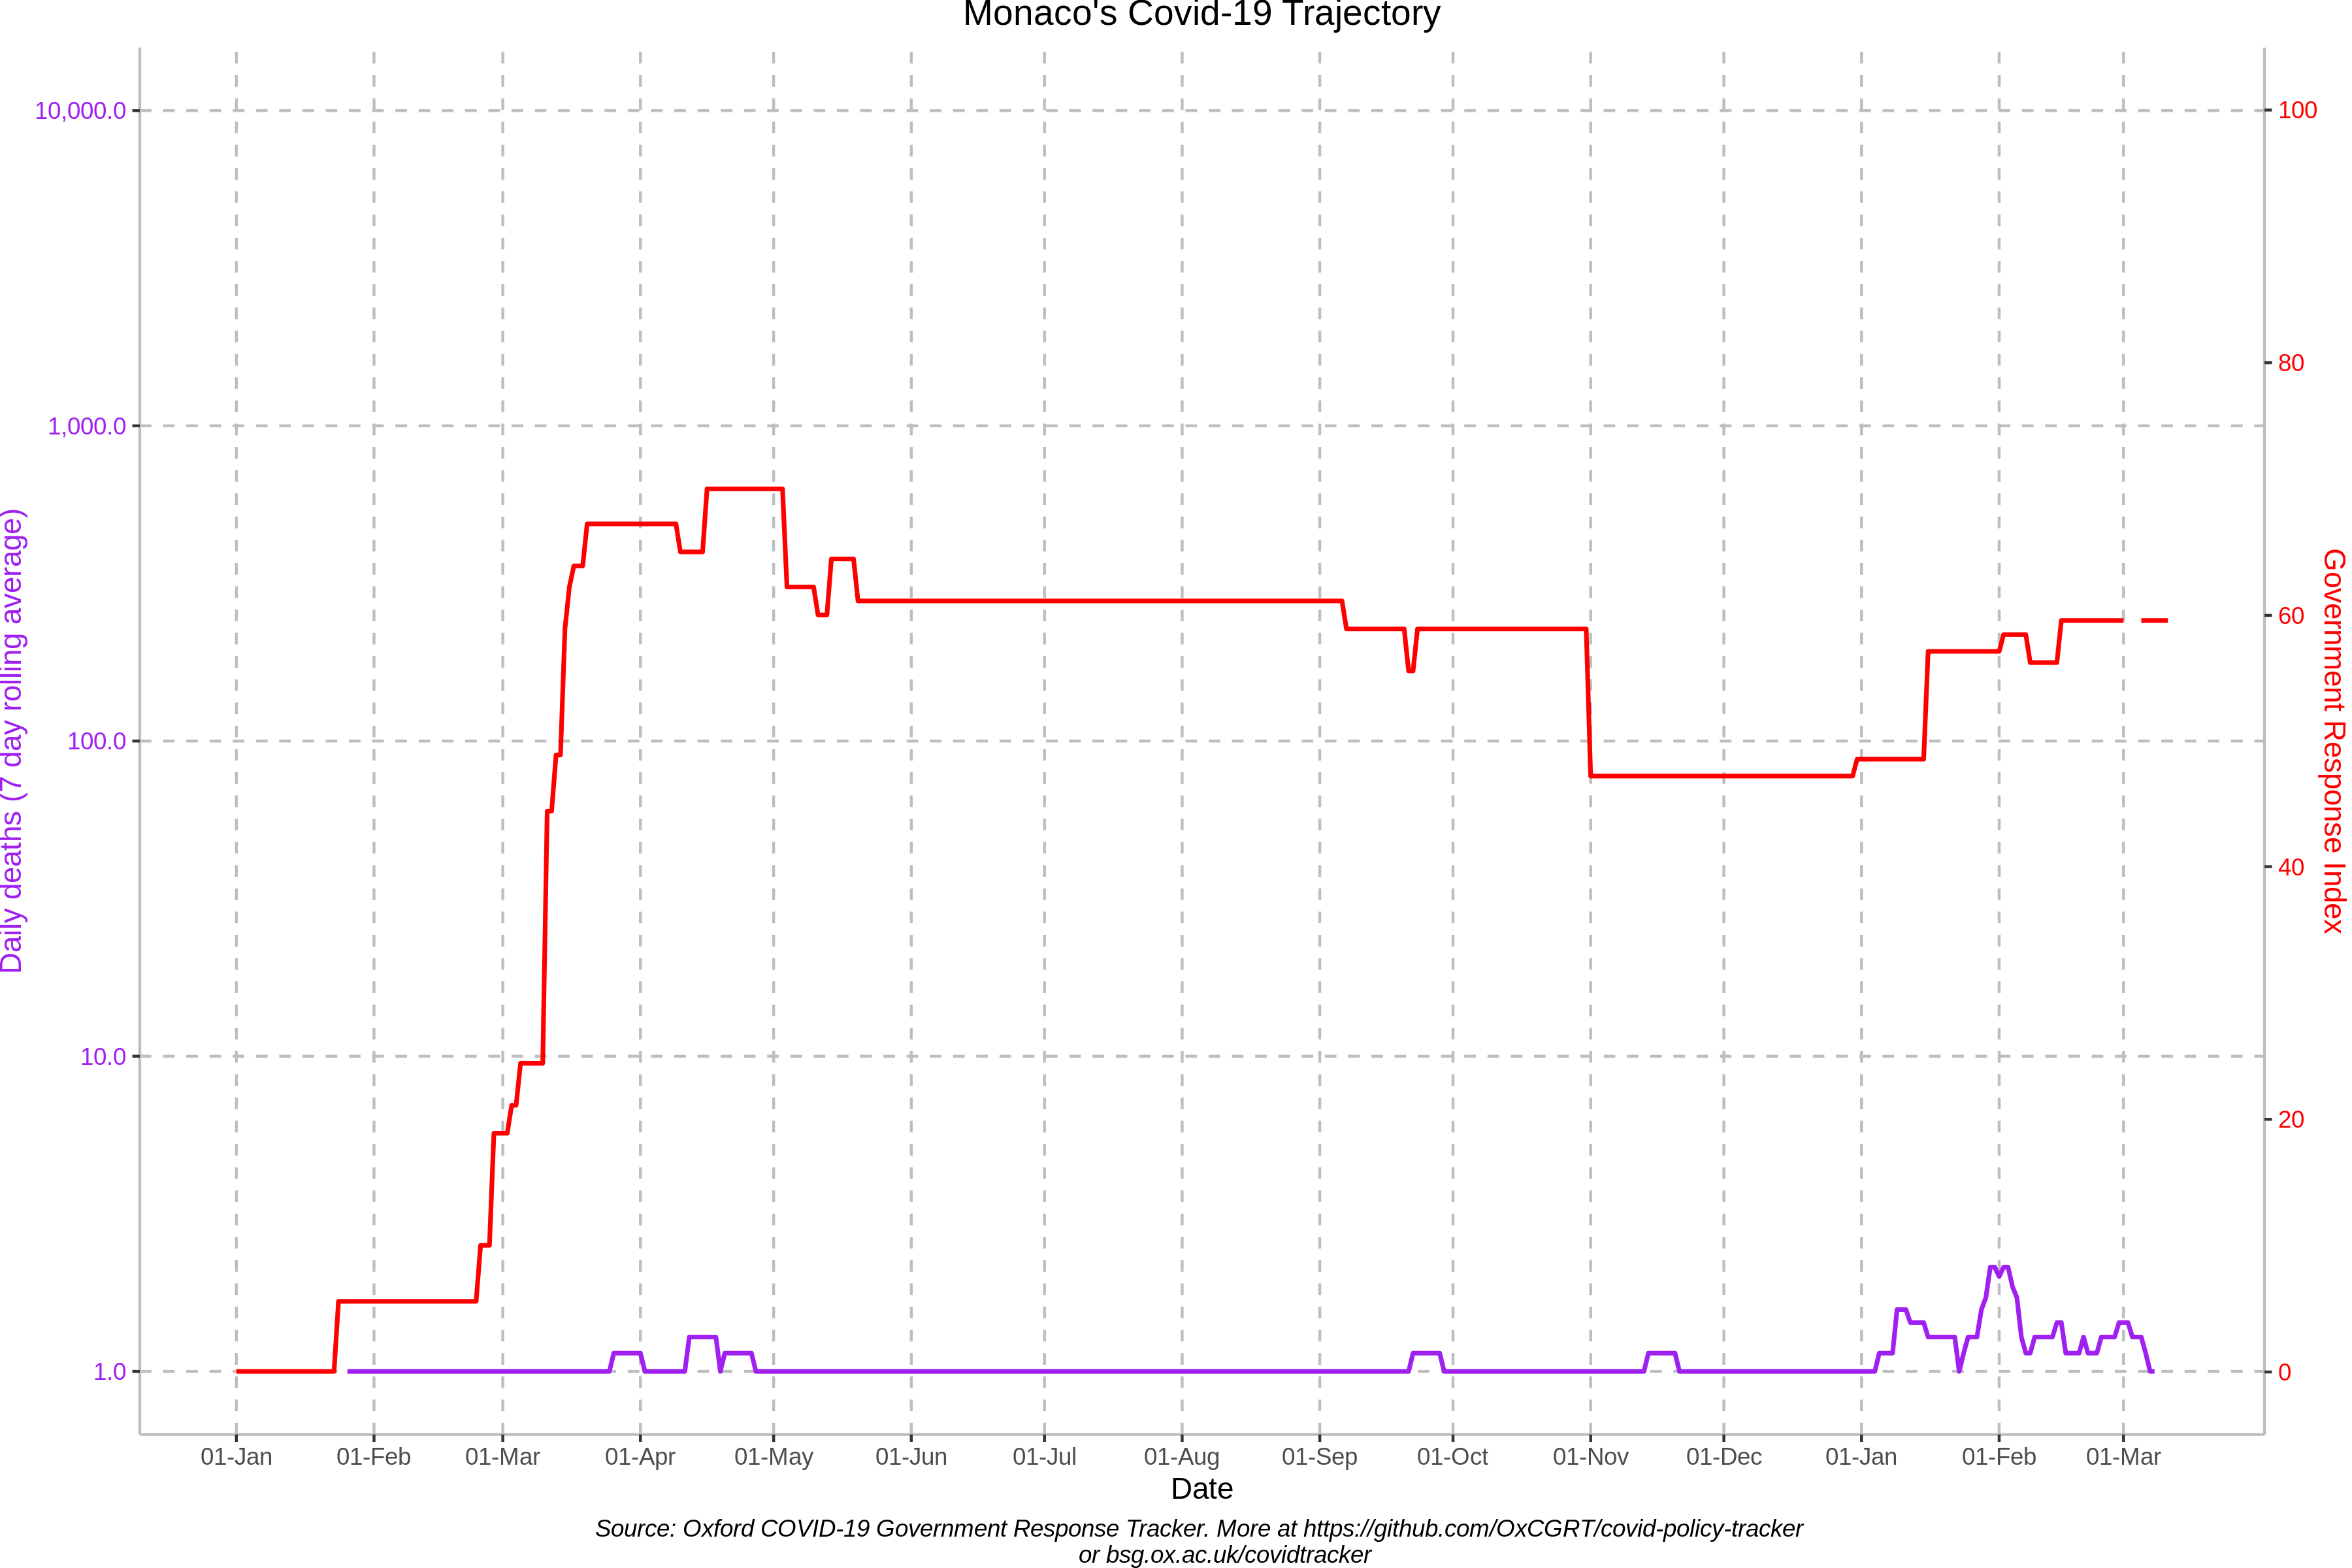 Monaco's Covid-19 Trajectory
10,000.0
1,000.0
100.0
10.0
1.0
Daily deaths (7 day rolling average)
100
80
60
40
20
0
Government Response Index
01-Jan
01-Feb
01-Mar
01-Apr
01-May
01-Jun
01-Jul
01-Aug
01-Sep
01-Oct
01-Nov
01-Dec
01-Jan
01-Feb
01-Mar
Date
Source: Oxford COVID-19 Government Response Tracker. More at https://github.com/OxCGRT/covid-policy-tracker
or bsg.ox.ac.uk/covidtracker